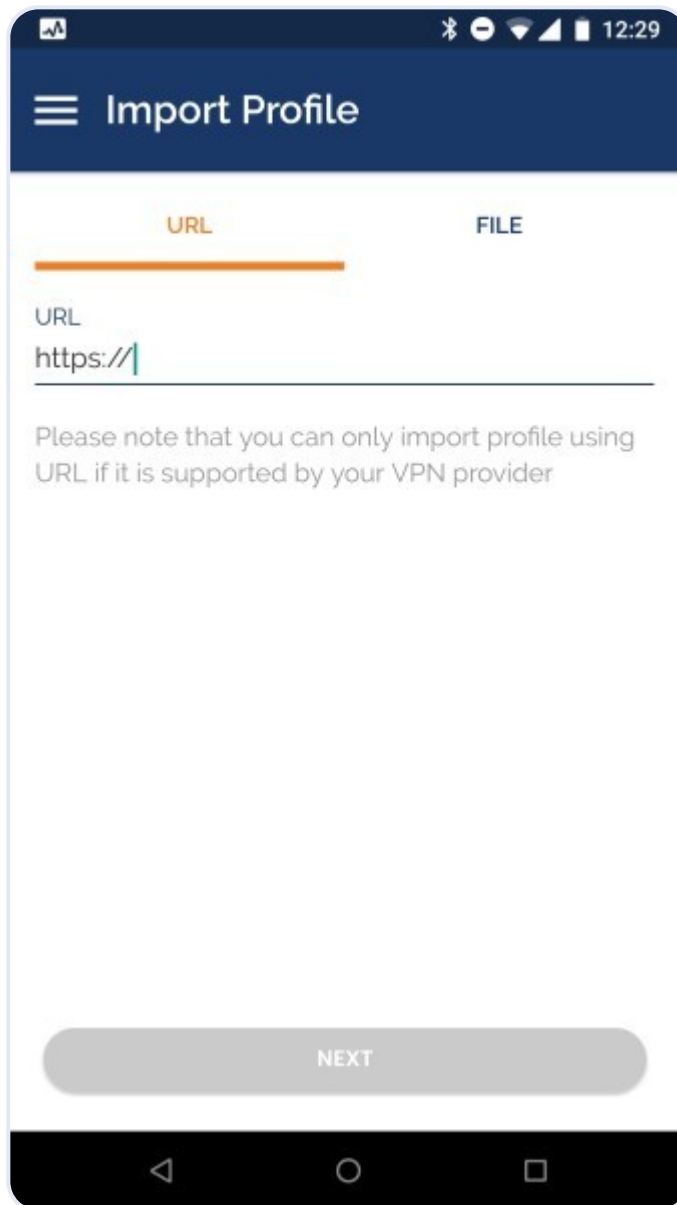 12:29
Import Profile
URL
FILE
URL
https://
Please note that you can only import profile using
URL if it is supported by your VPN provider
NEXT